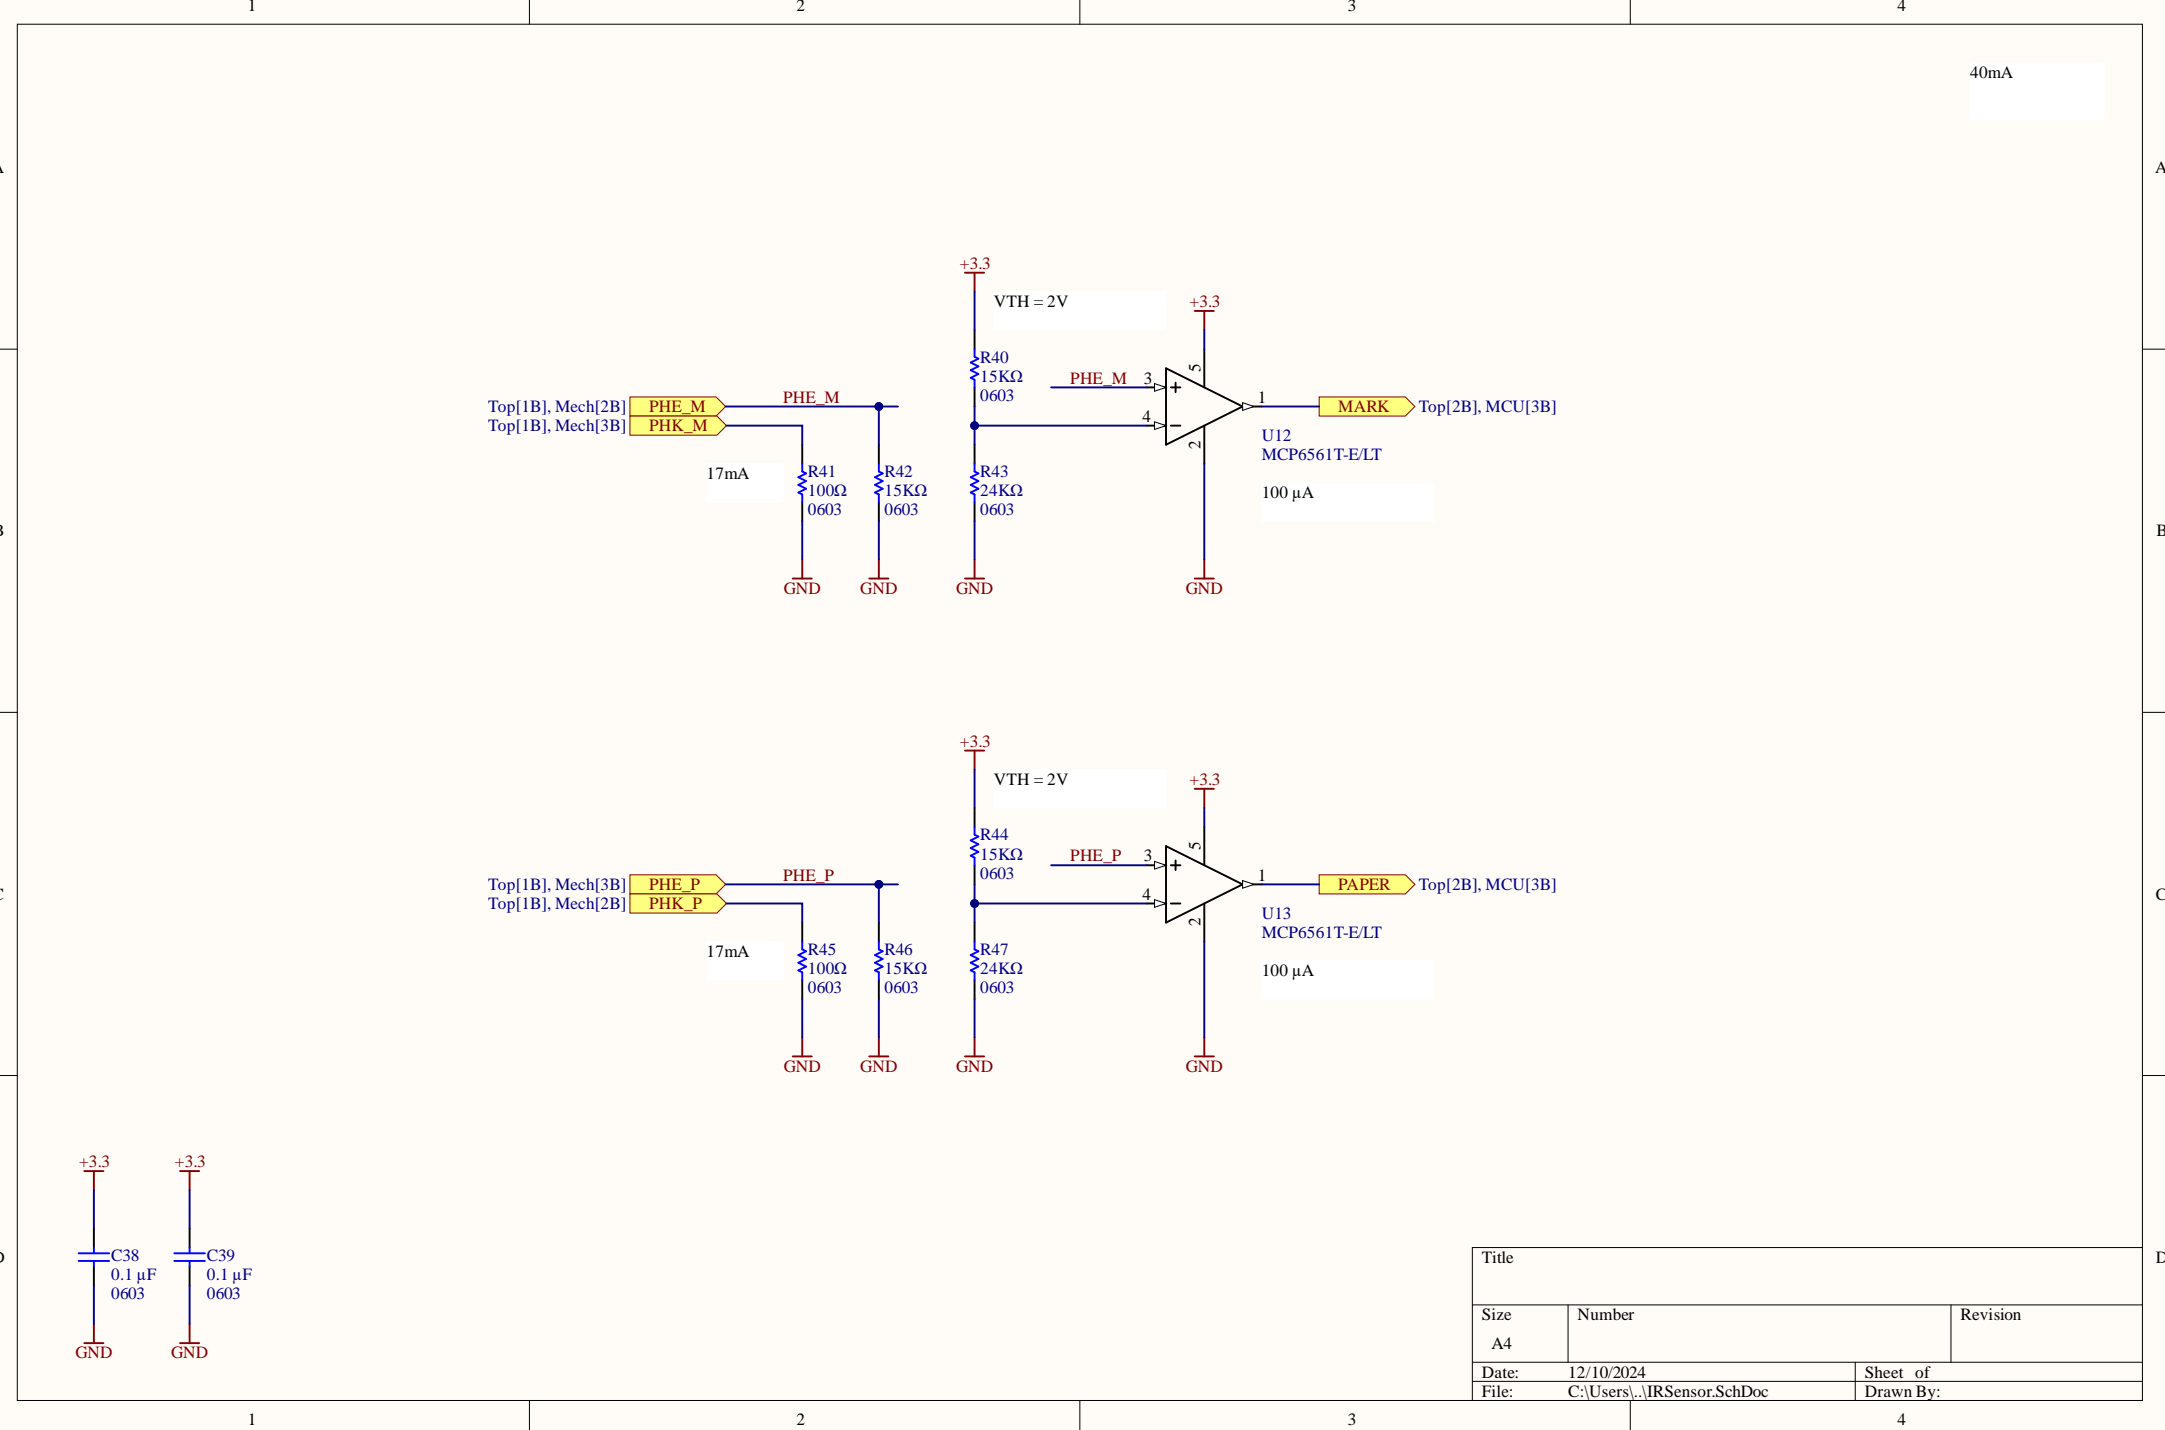 1 2 3 4
40mA
A A
+3.3
VTH = 2V
+3.3
R40
15KΩ
0603
PHE_M 3
5
4
2
1
MARK Top[2B], MCU[3B]
U12
MCP6561T-E/LT
100 µA
Top[1B], Mech[2B] PHE_M PHE_M
Top[1B], Mech[3B] PHK_M
17mA
R41
100Ω
0603
R42
15KΩ
0603
R43
24KΩ
0603
GND GND GND GND
B B
+3.3
VTH = 2V
+3.3
R44
15KΩ
0603
PHE_P 3
5
4
2
1
PAPER Top[2B], MCU[3B]
U13
MCP6561T-E/LT
100 µA
Top[1B], Mech[3B] PHE_P PHE_P
Top[1B], Mech[2B] PHK_P
17mA
R45
100Ω
0603
R46
15KΩ
0603
R47
24KΩ
0603
GND GND GND GND
C C
+3.3 +3.3
C38
0.1 µF
0603
C39
0.1 µF
0603
GND GND
D D
Title
Size Number Revision
A4
Date: 12/10/2024 Sheet of
File: C:\Users\..\IRSensor.SchDoc Drawn By:
1 2 3 4